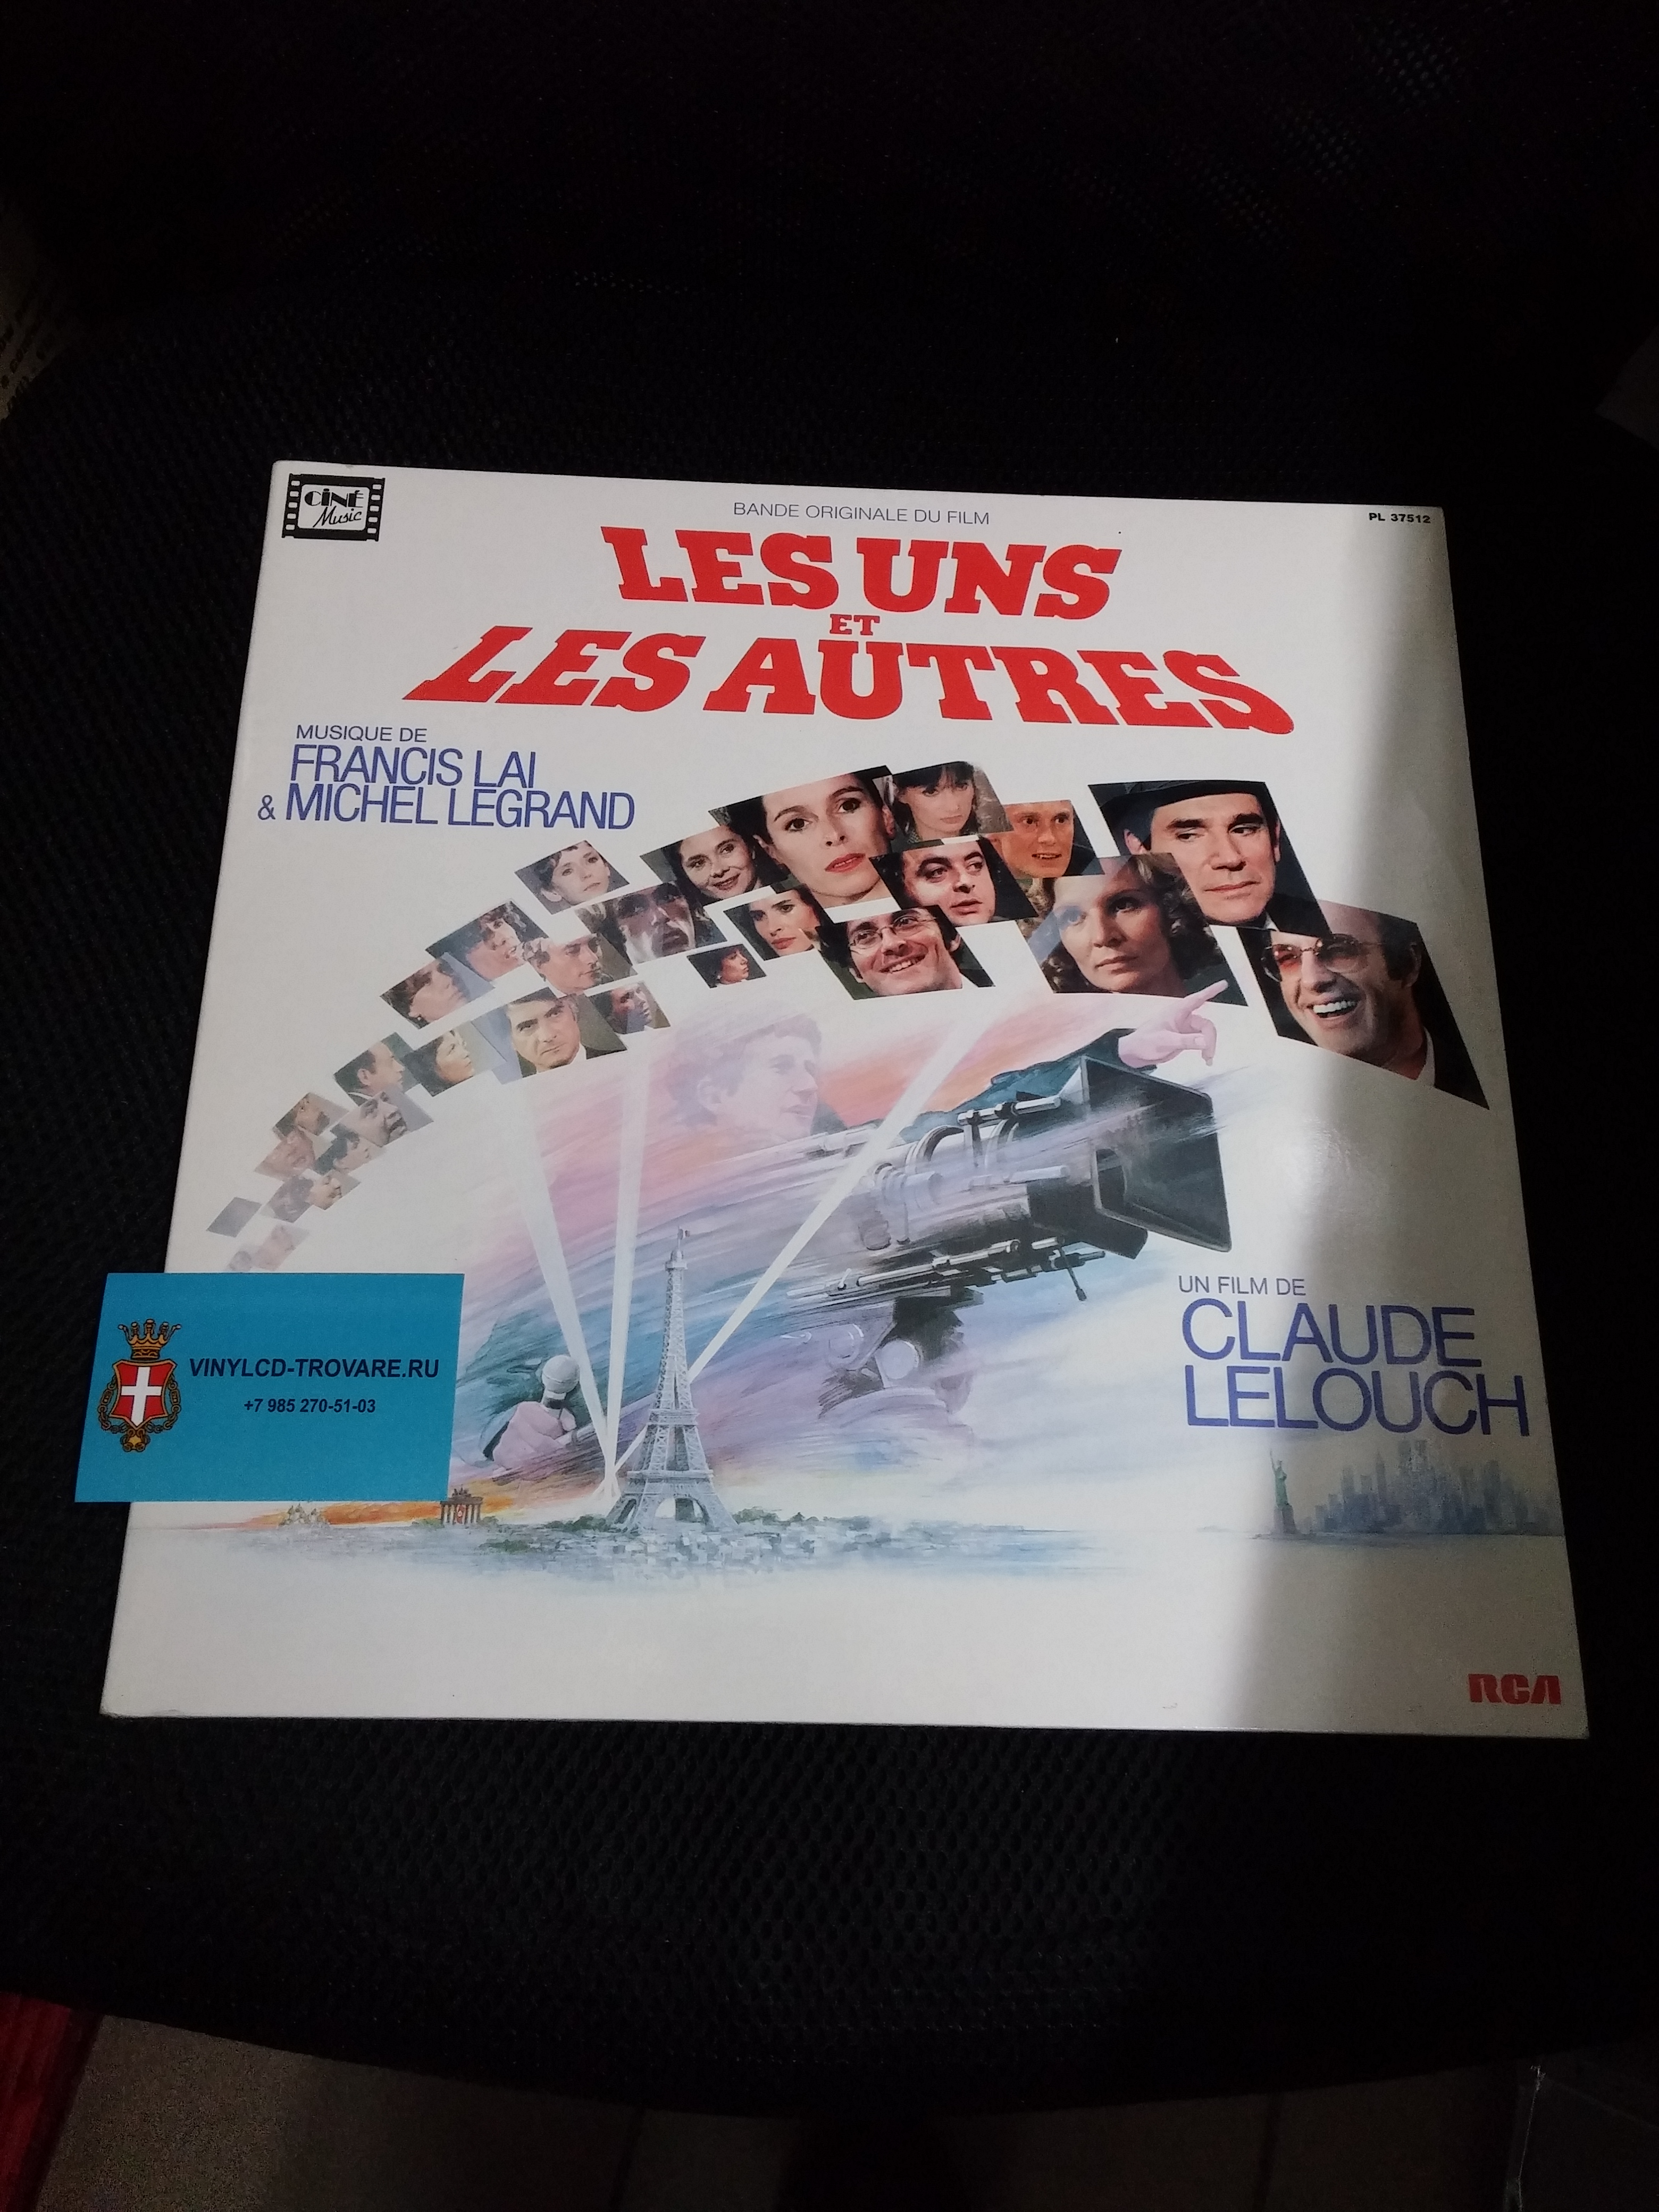 CINÉ
Music
BANDE ORIGINALE DU FILM
PL 37512
LES UNS
ET
LES AUTRES
MUSIQUE DE
FRANCIS LAI
& MICHEL LEGRAND
UN FILM DE
CLAUDE
LELOUCH
VINYLCD-TROVARE.RU
+7 985 270-51-03
RCA